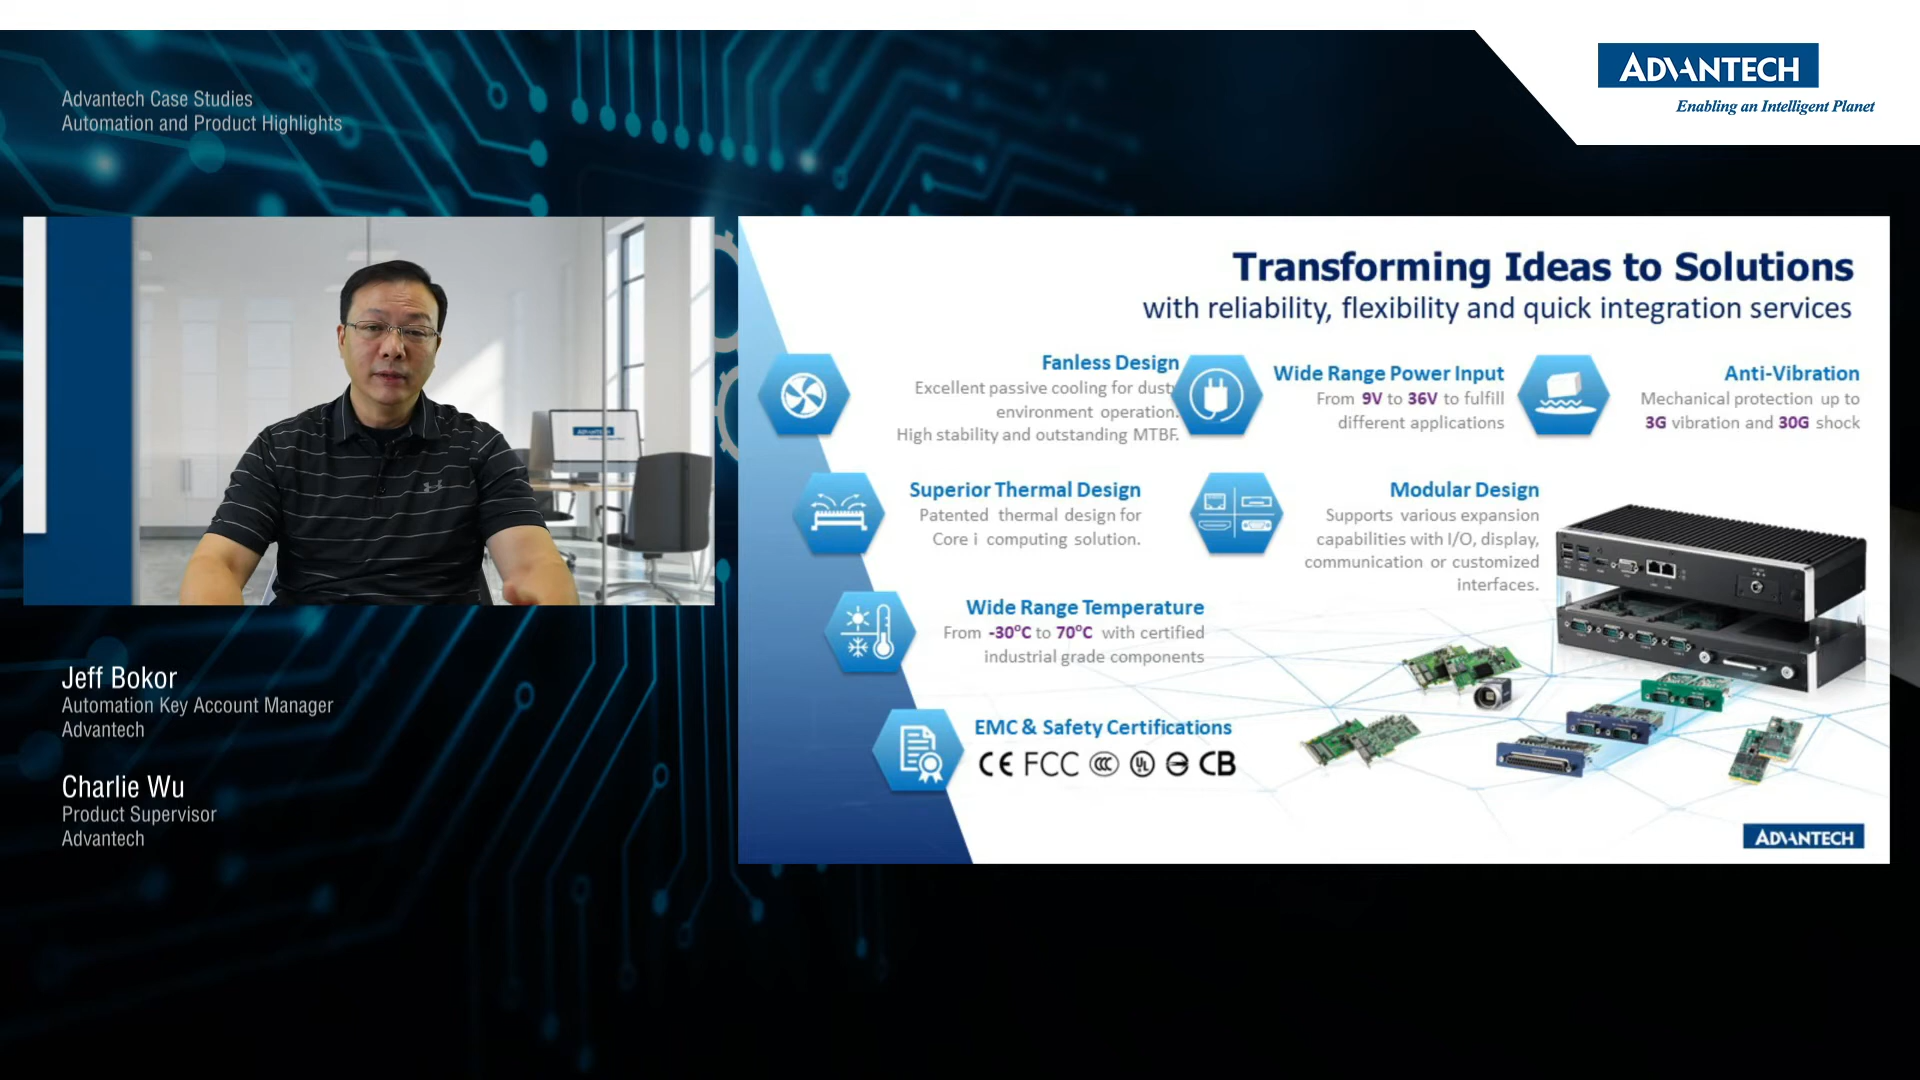 Advantech Case Studies
Automation and Product Highlights
ADVANTECH
Enabling an Intelligent Planet
Jeff Bokor
Automation Key Account Manager
Advantech
Charlie Wu
Product Supervisor
Advantech
Transforming Ideas to Solutions
with reliability, flexibility and quick integration services
Fanless Design
Excellent passive cooling for dusty
environment operation.
High stability and outstanding MTBF.
Wide Range Power Input
From 9V to 36V to fulfill
different applications
Anti-Vibration
Mechanical protection up to
3G vibration and 30G shock
Superior Thermal Design
Patented thermal design for
Core i computing solution.
Modular Design
Supports various expansion
capabilities with I/O, display,
communication or customized
interfaces.
Wide Range Temperature
From -30°C to 70°C with certified
industrial grade components
EMC & Safety Certifications
CE FCC CCC UL CB
ADVANTECH